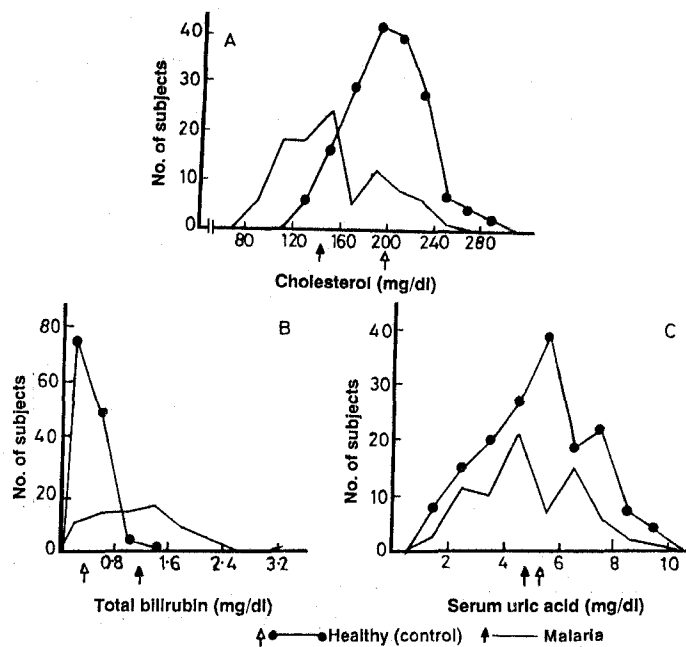 A
No. of subjects
40
30
20
10
0
80 120 160 200 240 280
Cholesterol (mg/dl)
B
No. of subjects
80
60
40
20
0
0·8 1·6 2·4 3·2
Total bilirubin (mg/dl)
C
No. of subjects
40
30
20
10
0
2 4 6 8 10
Serum uric acid (mg/dl)
Healthy (control) Malaria